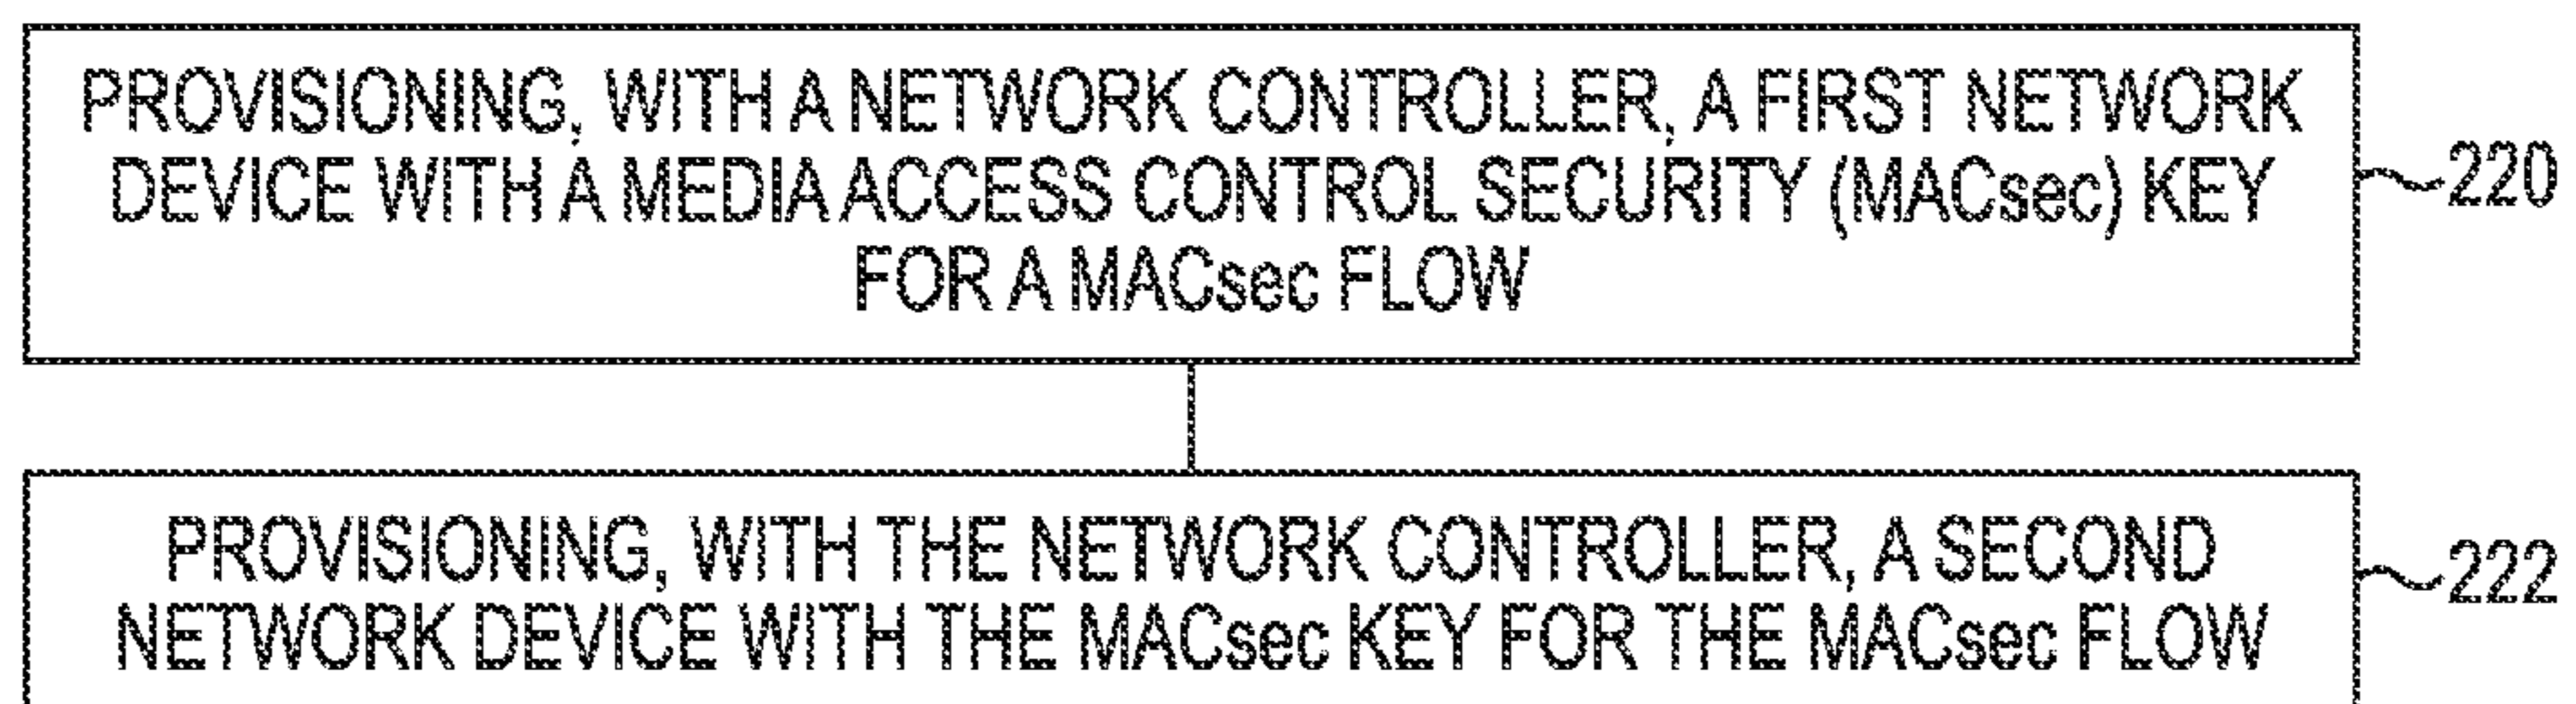 PROVISIONING, WITH A NETWORK CONTROLLER, A FIRST NETWORK
DEVICE WITH A MEDIA ACCESS CONTROL SECURITY (MACsec) KEY
FOR A MACsec FLOW
220
PROVISIONING, WITH THE NETWORK CONTROLLER, A SECOND
NETWORK DEVICE WITH THE MACsec KEY FOR THE MACsec FLOW
222